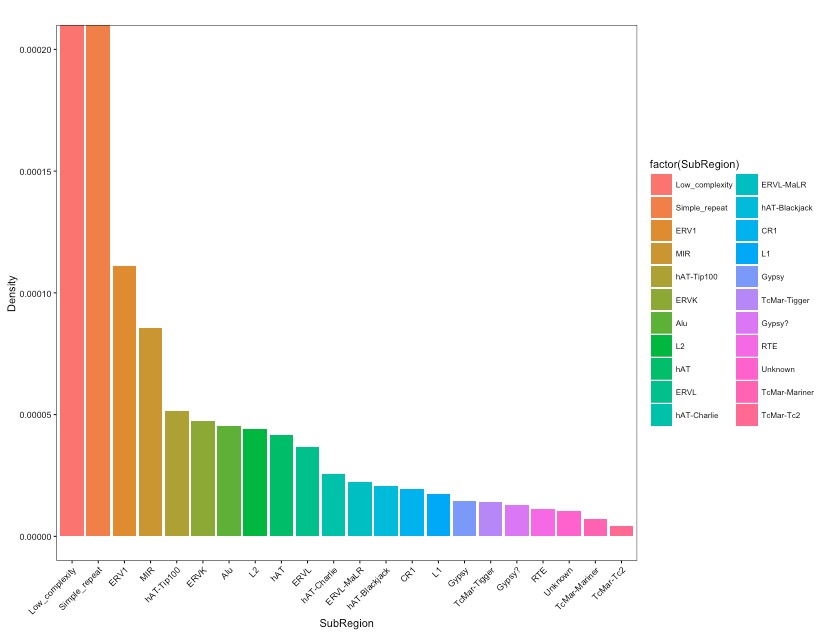 Density
0.00020
0.00015
0.00010
0.00005
0.00000
Low_complexity
Simple_repeat
ERV1
MIR
hAT-Tip100
ERVK
Alu
L2
hAT
ERVL
hAT-Charlie
ERVL-MaLR
hAT-Blackjack
CR1
L1
Gypsy
TcMar-Tigger
Gypsy?
RTE
Unknown
TcMar-Mariner
TcMar-Tc2
SubRegion
factor(SubRegion)
Low_complexity
Simple_repeat
ERV1
MIR
hAT-Tip100
ERVK
Alu
L2
hAT
ERVL
hAT-Charlie
ERVL-MaLR
hAT-Blackjack
CR1
L1
Gypsy
TcMar-Tigger
Gypsy?
RTE
Unknown
TcMar-Mariner
TcMar-Tc2